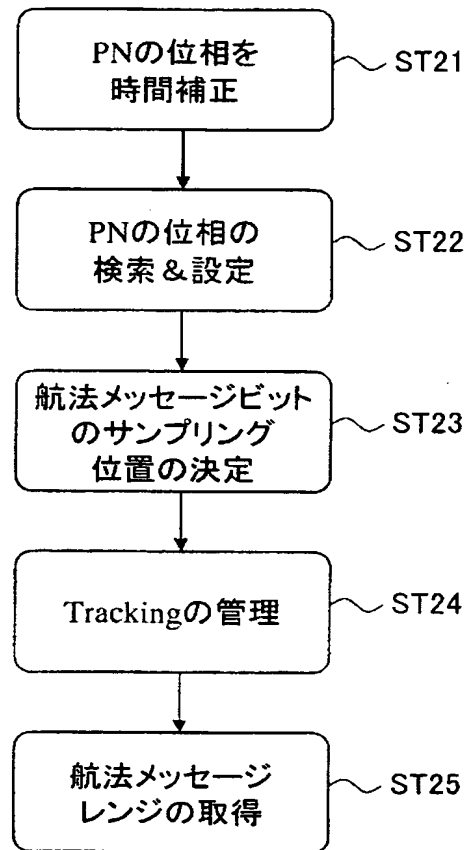 PNの位相を
時間補正
ST21
PNの位相の
検索&設定
ST22
航法メッセージビット
のサンプリング
位置の決定
ST23
Trackingの管理
ST24
航法メッセージ
レンジの取得
ST25